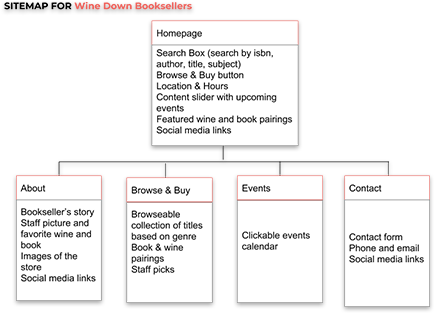 SITEMAP FOR Wine Down Booksellers
Homepage
Search Box (search by isbn,
author, title, subject)
Browse & Buy button
Location & Hours
Content slider with upcoming
events
Featured wine and book pairings
Social media links
About
Bookseller's story
Staff picture and
favorite wine and
book
Images of the
store
Social media links
Browse & Buy
Browseable
collection of titles
based on genre
Book & wine
pairings
Staff picks
Events
Clickable events
calendar
Contact
Contact form
Phone and email
Social media links